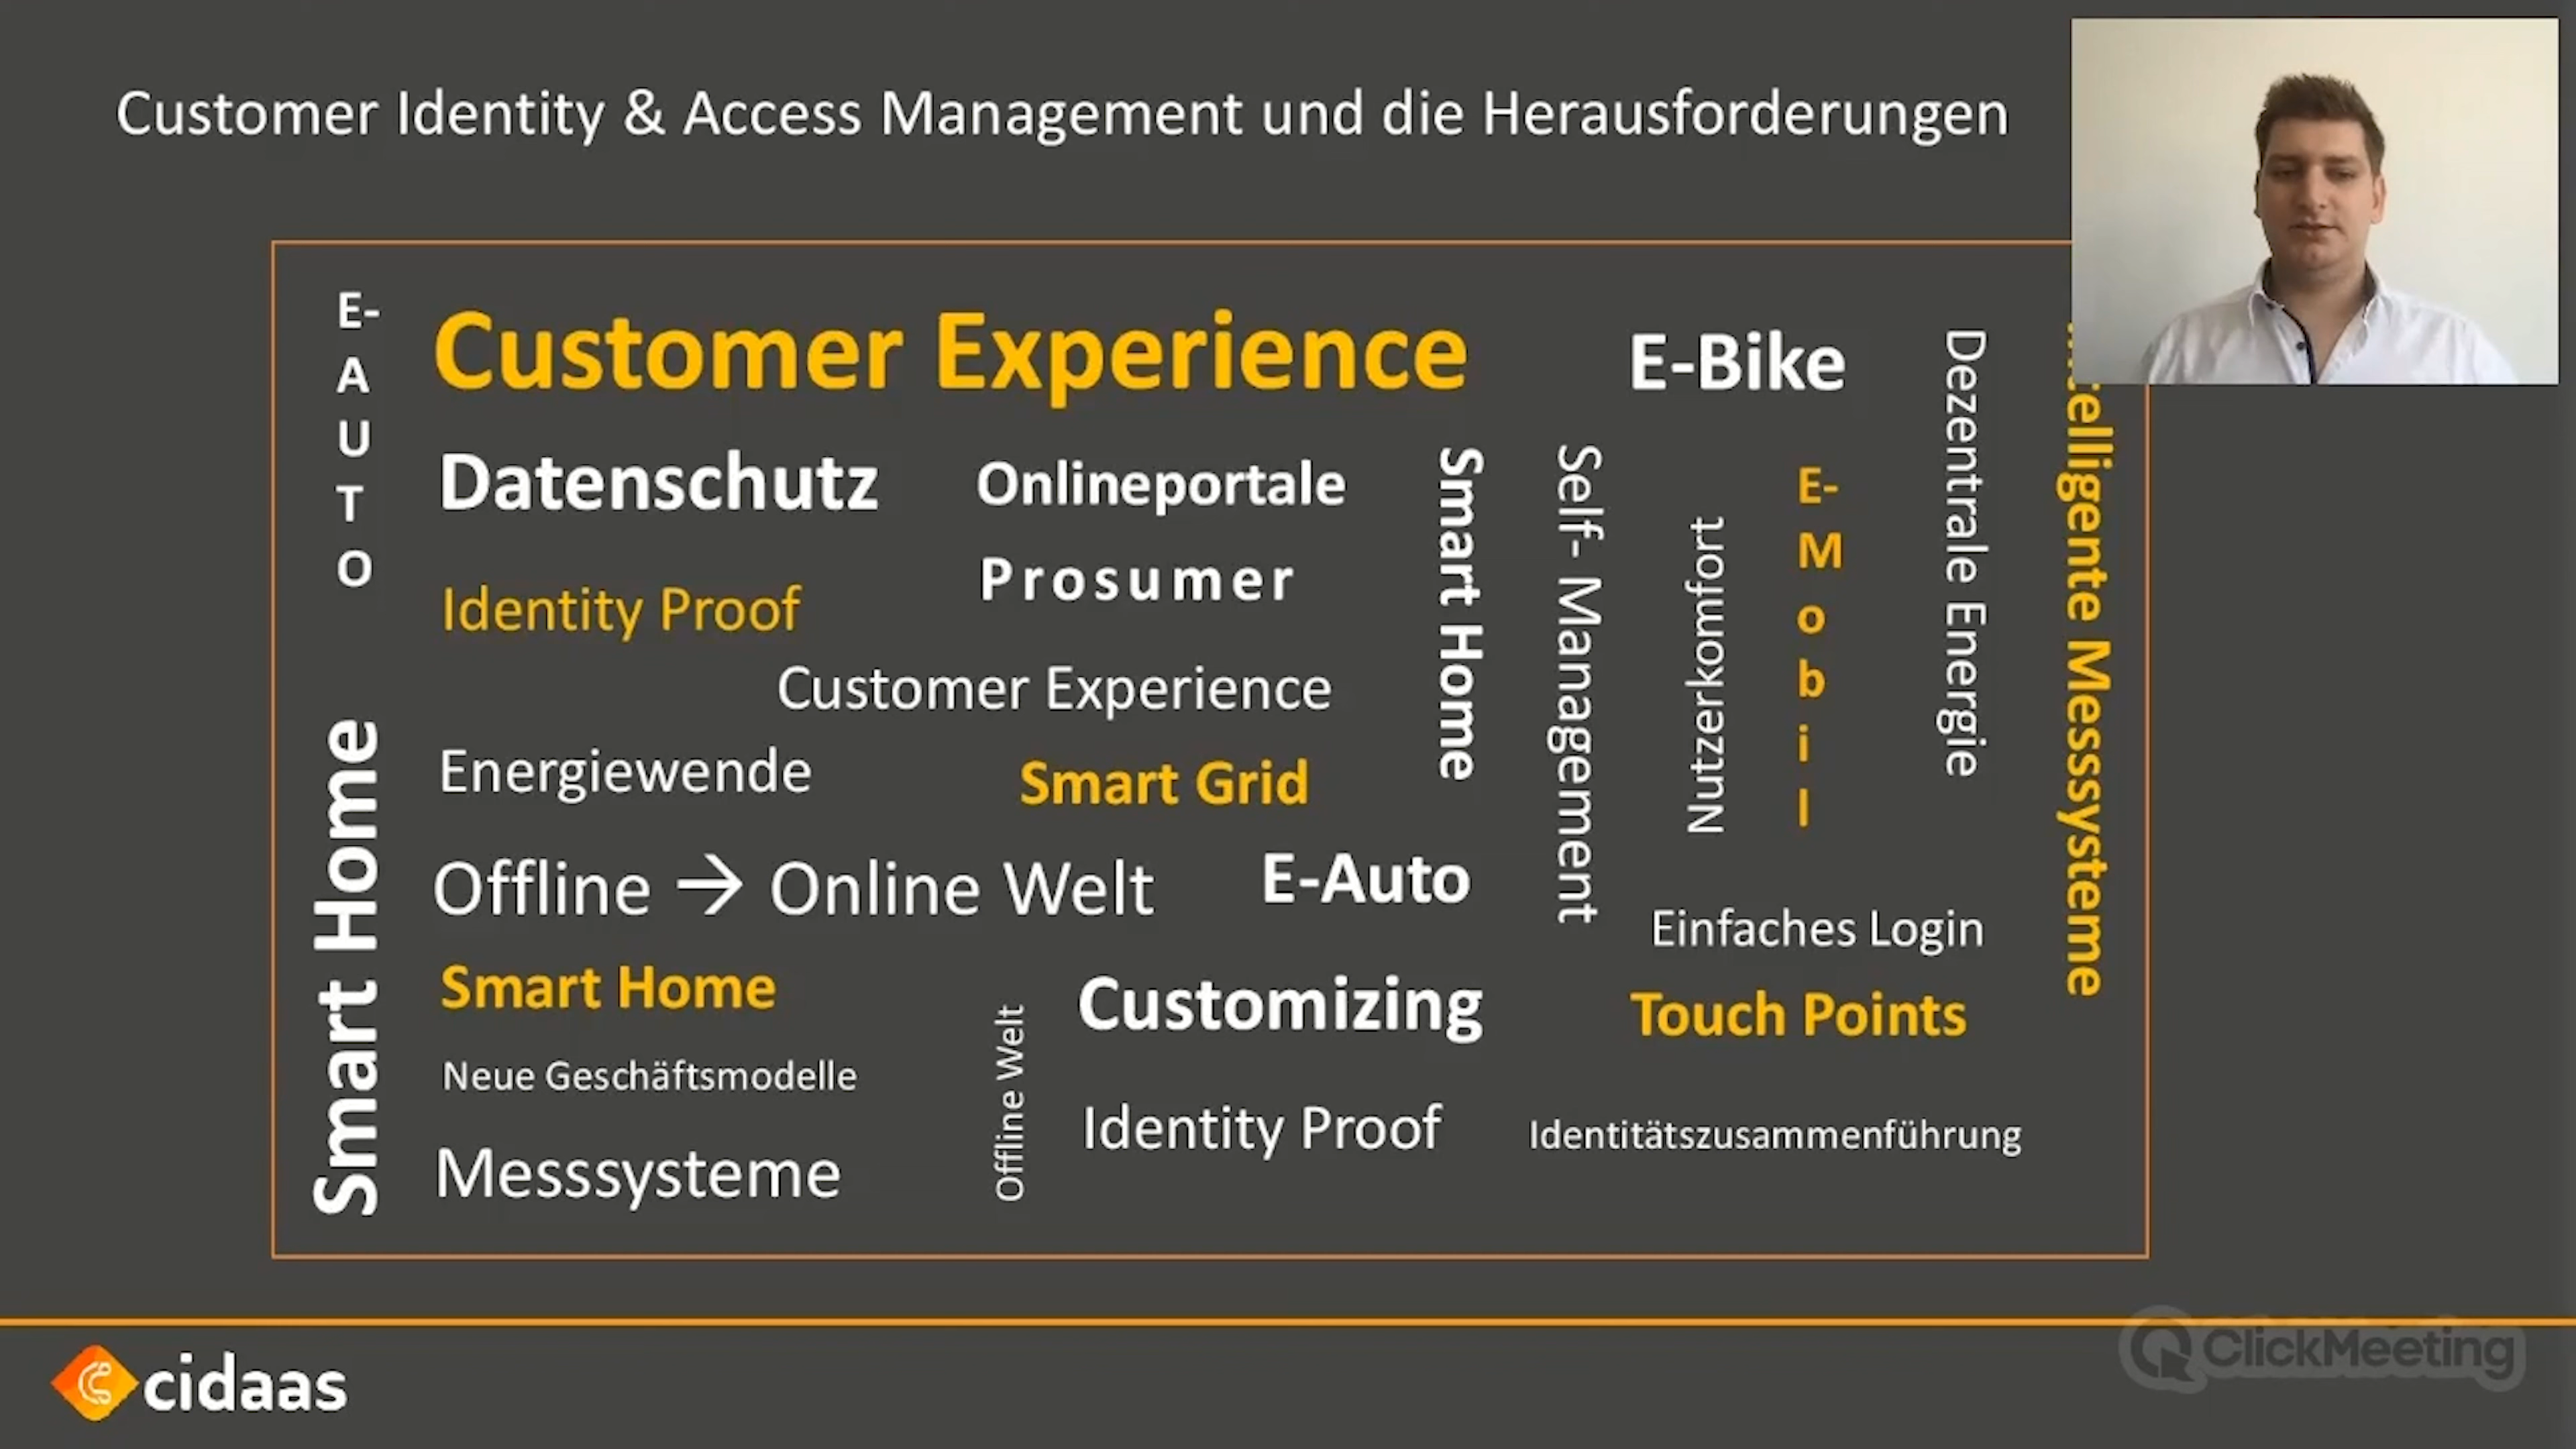 Customer Identity & Access Management und die Herausforderungen
E-
A
U
T
O
Customer Experience
E-Bike
Datenschutz
Onlineportale
Identity Proof
Prosumer
Customer Experience
Smart Home
Self- Management
Nutzerkomfort
E-
M
o
b
i
l
Dezentrale Energie
Intelligente Messsysteme
Smart Home
Energiewende
Smart Grid
Offline → Online Welt
E-Auto
Einfaches Login
Smart Home
Customizing
Touch Points
Neue Geschäftsmodelle
Offline Welt
Identity Proof
Identitätszusammenführung
Messsysteme
cidaas
ClickMeeting